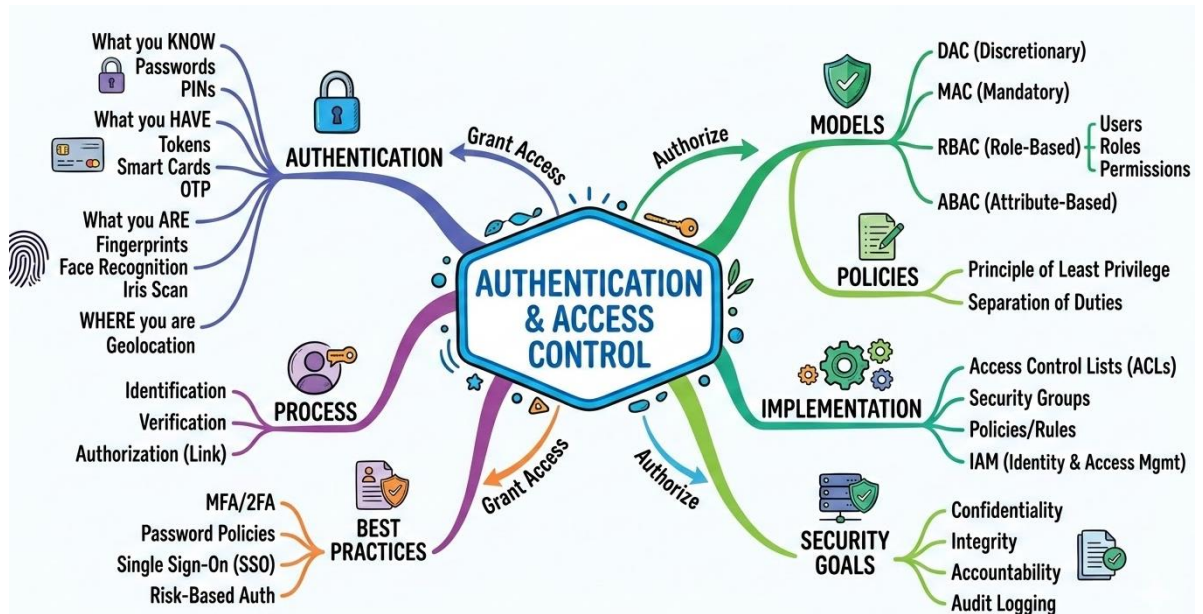 AUTHENTICATION
& ACCESS
CONTROL
Grant Access
AUTHENTICATION
What you KNOW
Passwords
PINs
What you HAVE
Tokens
Smart Cards
OTP
What you ARE
Fingerprints
Face Recognition
Iris Scan
WHERE you are
Geolocation
PROCESS
Identification
Verification
Authorization (Link)
Grant Access
BEST
PRACTICES
MFA/2FA
Password Policies
Single Sign-On (SSO)
Risk-Based Auth
Authorize
MODELS
DAC (Discretionary)
MAC (Mandatory)
RBAC (Role-Based)
Users
Roles
Permissions
ABAC (Attribute-Based)
POLICIES
Principle of Least Privilege
Separation of Duties
IMPLEMENTATION
Access Control Lists (ACLs)
Security Groups
Policies/Rules
IAM (Identity & Access Mgmt)
Authorize
SECURITY
GOALS
Confidentiality
Integrity
Accountability
Audit Logging